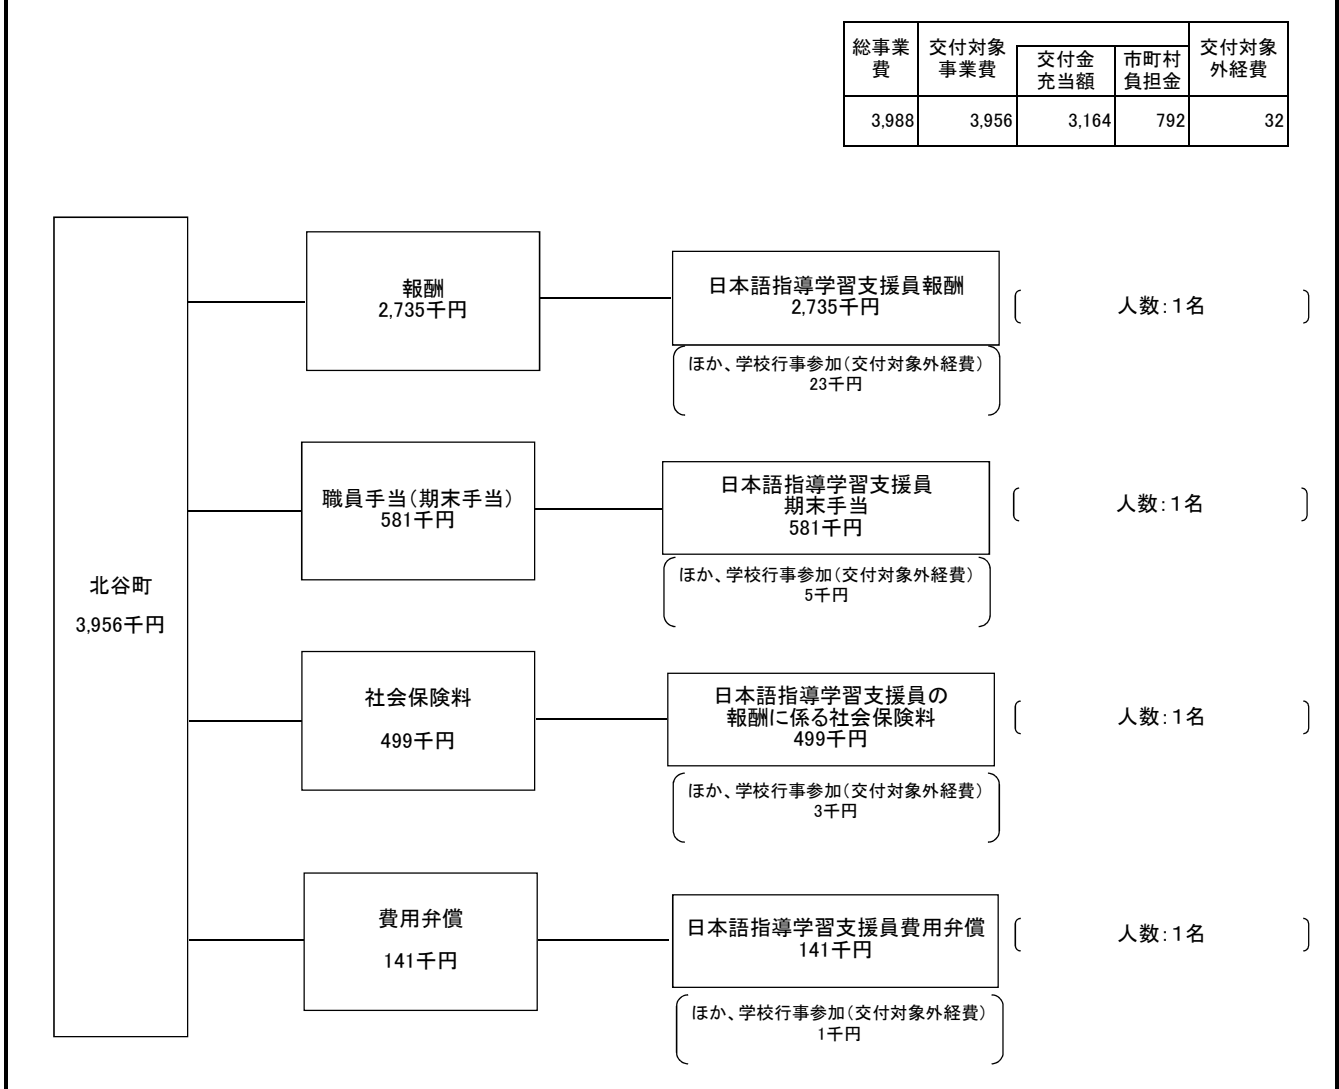 総事業費
交付対象事業費
交付金充当額
市町村負担金
交付対象外経費
3,988
3,956
3,164
792
32
北谷町
3,956千円
報酬
2,735千円
日本語指導学習支援員報酬
2,735千円
人数:1名
ほか、学校行事参加(交付対象外経費)
23千円
職員手当(期末手当)
581千円
日本語指導学習支援員
期末手当
581千円
人数:1名
ほか、学校行事参加(交付対象外経費)
5千円
社会保険料
499千円
日本語指導学習支援員の
報酬に係る社会保険料
499千円
人数:1名
ほか、学校行事参加(交付対象外経費)
3千円
費用弁償
141千円
日本語指導学習支援員費用弁償
141千円
人数:1名
ほか、学校行事参加(交付対象外経費)
1千円